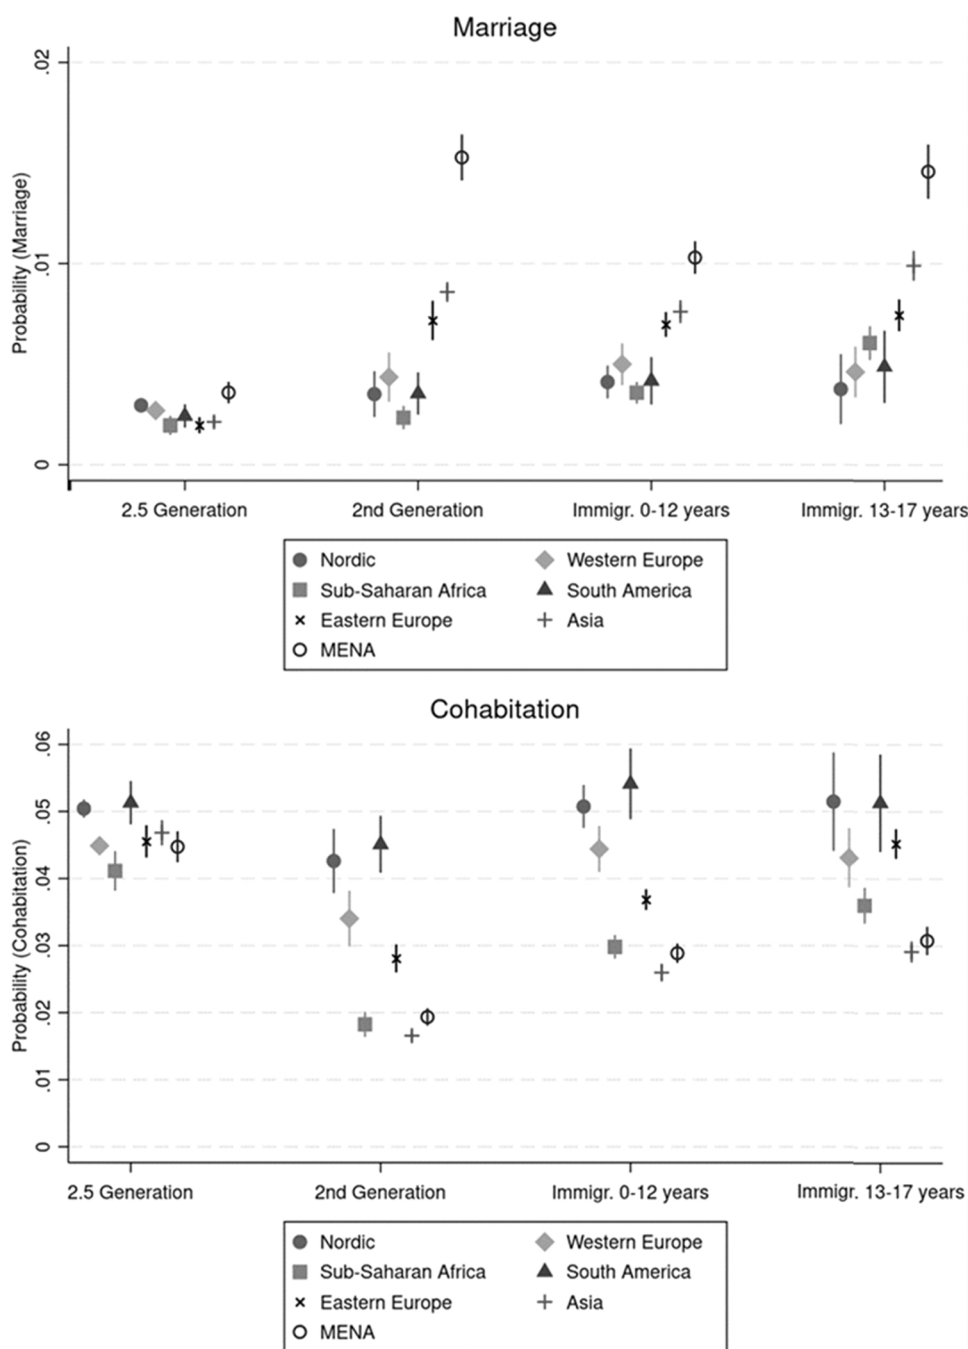 Marriage
Probability (Marriage)
.02
.01
0
2.5 Generation 2nd Generation Immigr. 0-12 years Immigr. 13-17 years
Nordic Western Europe
Sub-Saharan Africa South America
Eastern Europe Asia
MENA
Cohabitation
Probability (Cohabitation)
.06
.05
.04
.03
.02
.01
0
2.5 Generation 2nd Generation Immigr. 0-12 years Immigr. 13-17 years
Nordic Western Europe
Sub-Saharan Africa South America
Eastern Europe Asia
MENA